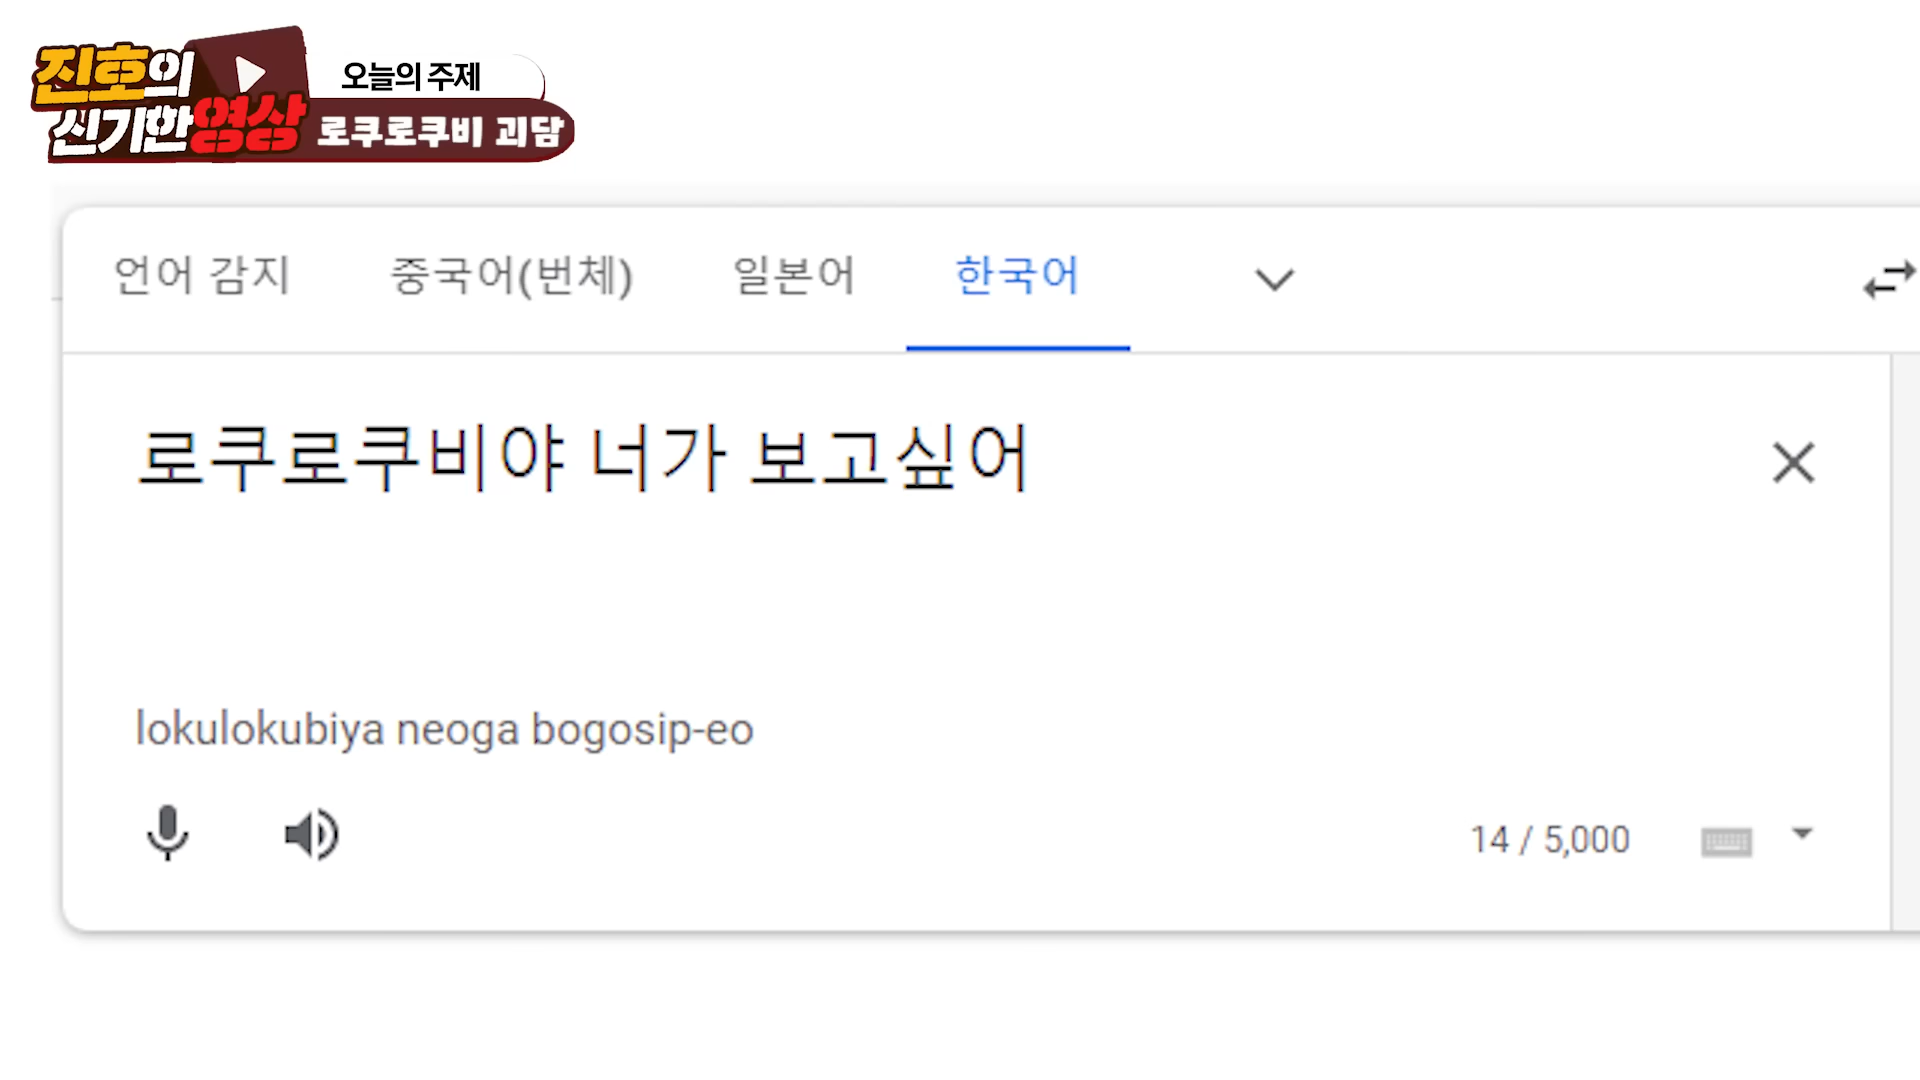 진호의
신기한영상
오늘의 주제
로쿠로쿠비 괴담
언어 감지 중국어(번체) 일본어 한국어
로쿠로쿠비야 너가 보고싶어
lokulokubiya neoga bogosip-eo
14 / 5,000